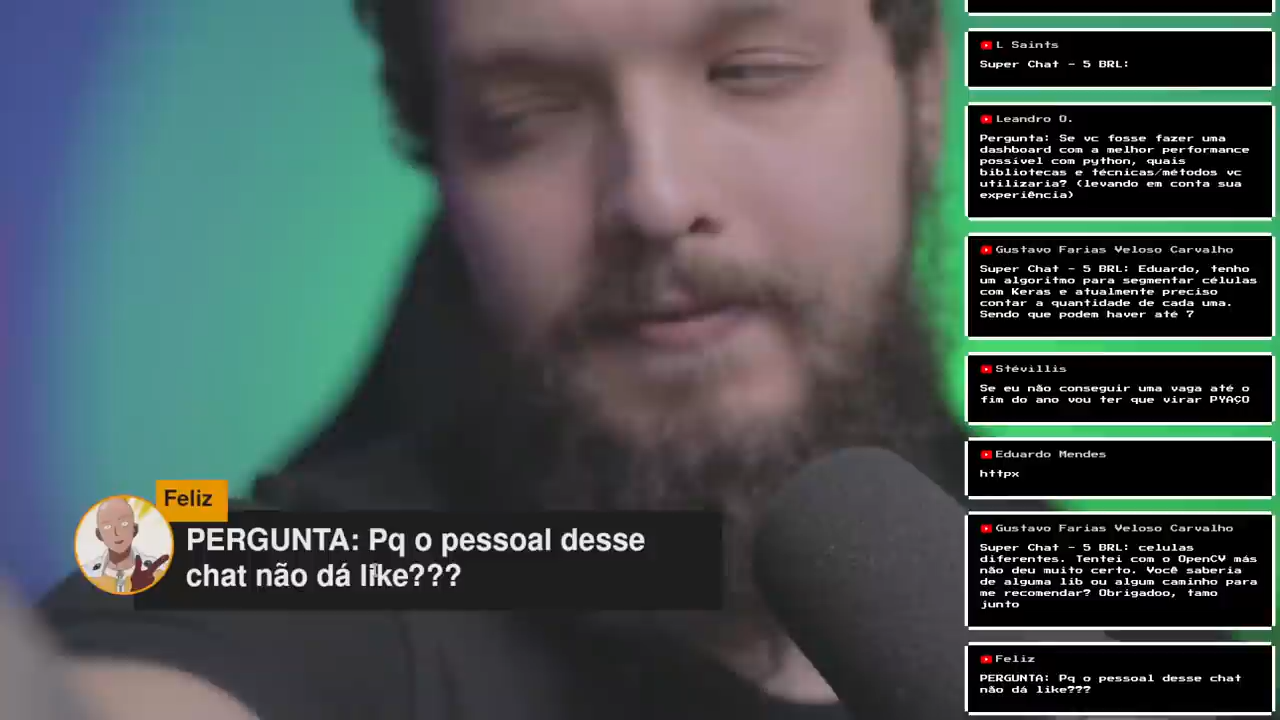 Feliz
PERGUNTA: Pq o pessoal desse
chat não dá like???
L Saints
Super Chat - 5 BRL:
Leandro O.
Pergunta: Se vc fosse fazer uma
dashboard com a melhor performance
possivel com python, quais
bibliotecas e técnicas/métodos vc
utilizaria? (levando em conta sua
experiência)
Gustavo Farias Veloso Carvalho
Super Chat - 5 BRL: Eduardo, tenho
um algoritmo para segmentar células
com Keras e atualmente preciso
contar a quantidade de cada uma.
Sendo que podem haver até 7
Stévillis
Se eu não conseguir uma vaga até o
fim do ano vou ter que virar PYAÇO
Eduardo Mendes
httpx
Gustavo Farias Veloso Carvalho
Super Chat - 5 BRL: celulas
diferentes. Tentei com o OpenCV más
não deu muito certo. Você saberia
de alguma lib ou algum caminho para
me recomendar? Obrigadoo, tamo
junto
Feliz
PERGUNTA: Pq o pessoal desse chat
não dá like???